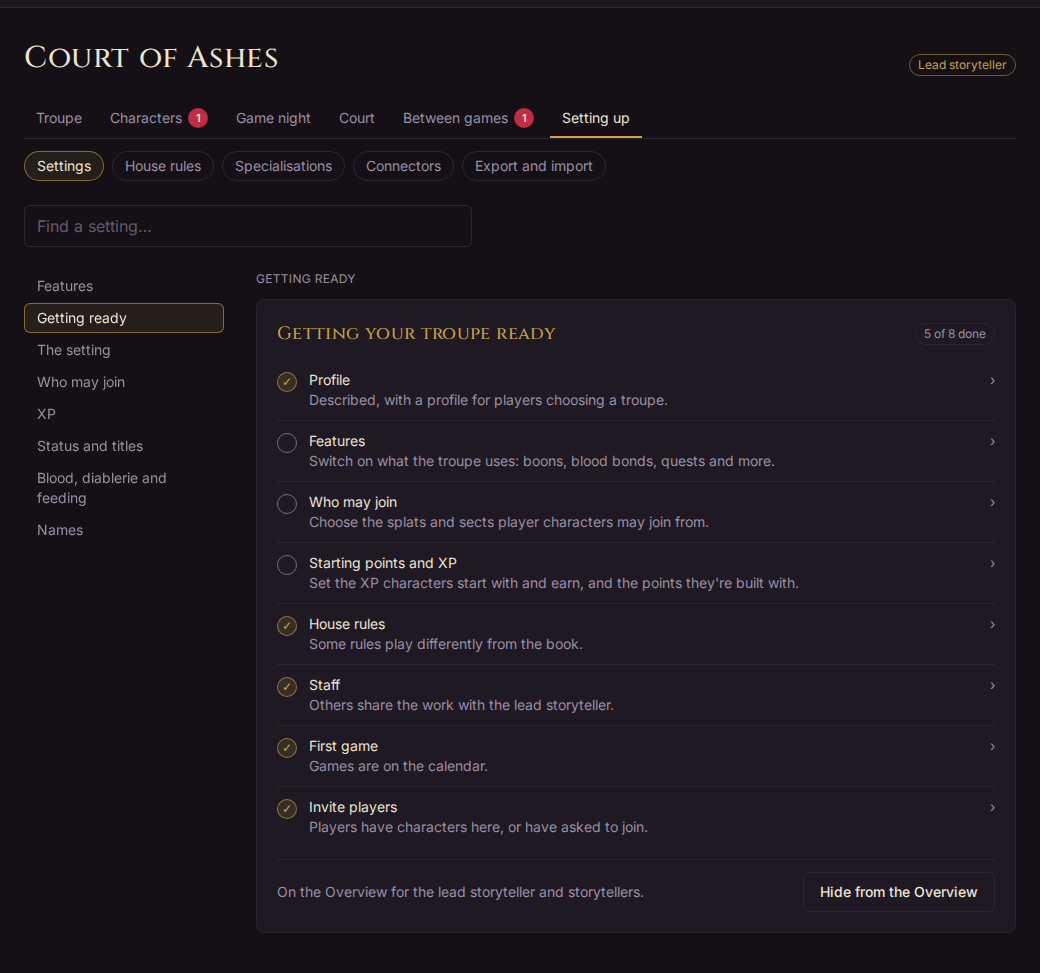 Court of Ashes
Lead storyteller
Troupe
Characters 1
Game night
Court
Between games 1
Setting up
Settings
House rules
Specialisations
Connectors
Export and import
Find a setting...
Features
Getting ready
The setting
Who may join
XP
Status and titles
Blood, diablerie and
feeding
Names
GETTING READY
Getting your troupe ready
5 of 8 done
Profile
Described, with a profile for players choosing a troupe.
Features
Switch on what the troupe uses: boons, blood bonds, quests and more.
Who may join
Choose the splats and sects player characters may join from.
Starting points and XP
Set the XP characters start with and earn, and the points they're built with.
House rules
Some rules play differently from the book.
Staff
Others share the work with the lead storyteller.
First game
Games are on the calendar.
Invite players
Players have characters here, or have asked to join.
On the Overview for the lead storyteller and storytellers.
Hide from the Overview